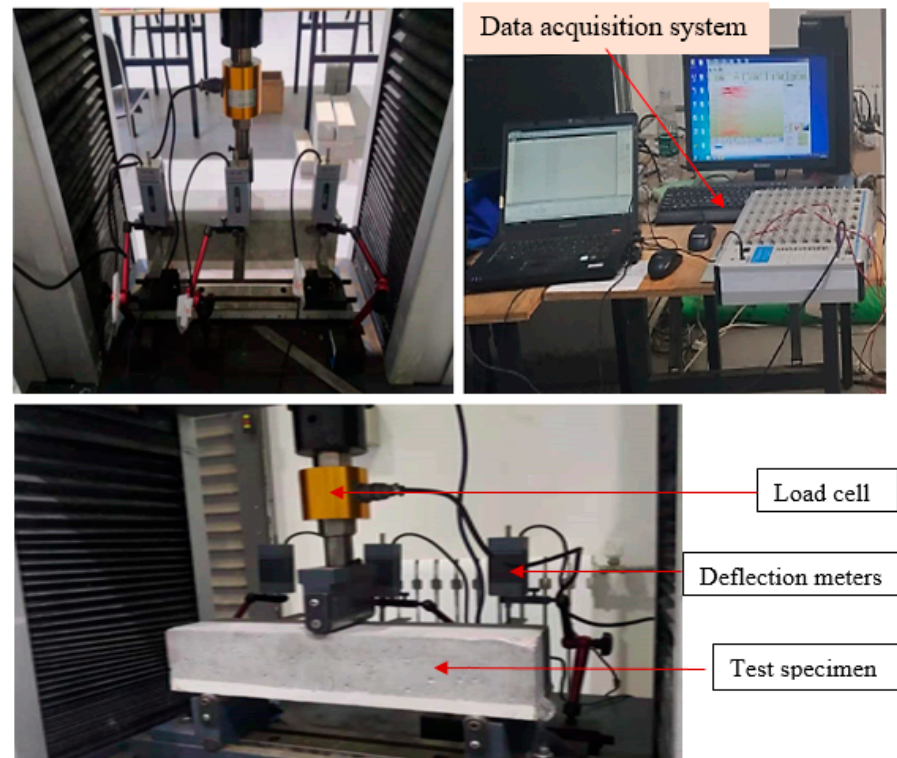 Data acquisition system
Load cell
Deflection meters
Test specimen